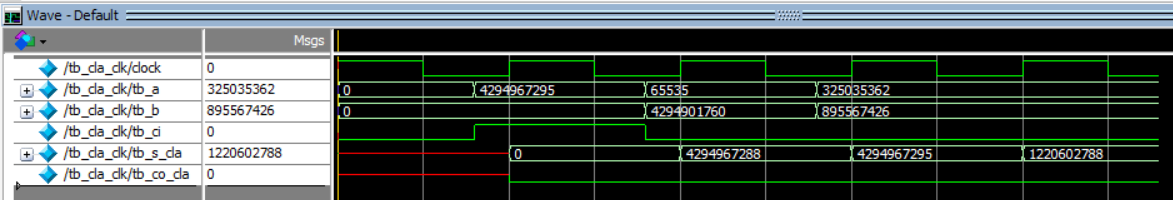 Wave - Default
Msgs
/tb_cla_clk/clock 0
/tb_cla_clk/tb_a 325035362 0 4294967295 65535 325035362
/tb_cla_clk/tb_b 895567426 0 4294901760 895567426
/tb_cla_clk/tb_ci 0
/tb_cla_clk/tb_s_cla 1220602788 0 4294967288 4294967295 1220602788
/tb_cla_clk/tb_co_cla 0